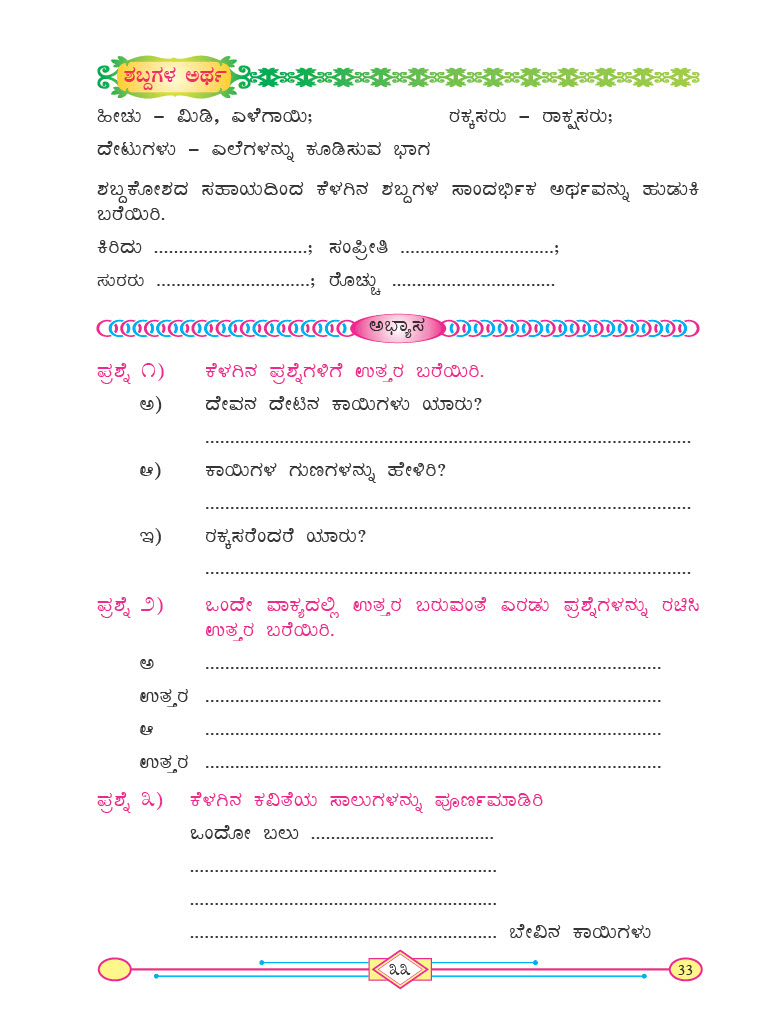 ಶಬ್ದಗಳ ಅರ್ಥ
ಹೀಚು – ಮಿಡಿ, ಎಳೆಗಾಯಿ; ರಕ್ಕಸರು – ರಾಕ್ಷಸರು;
ದೇಟುಗಳು – ಎಲೆಗಳನ್ನು ಕೂಡಿಸುವ ಭಾಗ
ಶಬ್ದಕೋಶದ ಸಹಾಯದಿಂದ ಕೆಳಗಿನ ಶಬ್ದಗಳ ಸಾಂದರ್ಭಿಕ ಅರ್ಥವನ್ನು ಹುಡುಕಿ
ಬರೆಯಿರಿ.
ಕಿರಿದು ...............................; ಸಂಪ್ರೀತಿ ...............................;
ಸುರರು ...............................; ರೊಚ್ಚು .................................
ಅಭ್ಯಾಸ
ಪ್ರಶ್ನೆ ೧) ಕೆಳಗಿನ ಪ್ರಶ್ನೆಗಳಿಗೆ ಉತ್ತರ ಬರೆಯಿರಿ.
ಅ) ದೇವನ ದೇಟಿನ ಕಾಯಿಗಳು ಯಾರು?
..................................................................................................
ಆ) ಕಾಯಿಗಳ ಗುಣಗಳನ್ನು ಹೇಳಿರಿ?
..................................................................................................
ಇ) ರಕ್ಕಸರೆಂದರೆ ಯಾರು?
..................................................................................................
ಪ್ರಶ್ನೆ ೨) ಒಂದೇ ವಾಕ್ಯದಲ್ಲಿ ಉತ್ತರ ಬರುವಂತೆ ಎರಡು ಪ್ರಶ್ನೆಗಳನ್ನು ರಚಿಸಿ
ಉತ್ತರ ಬರೆಯಿರಿ.
ಅ ............................................................................................
ಉತ್ತರ ............................................................................................
ಆ ............................................................................................
ಉತ್ತರ ............................................................................................
ಪ್ರಶ್ನೆ ೩) ಕೆಳಗಿನ ಕವಿತೆಯ ಸಾಲುಗಳನ್ನು ಪೂರ್ಣಮಾಡಿರಿ
ಒಂದೋ ಬಲು .....................................
..............................................................
..............................................................
.............................................................. ಬೇವಿನ ಕಾಯಿಗಳು
೩೩ 33